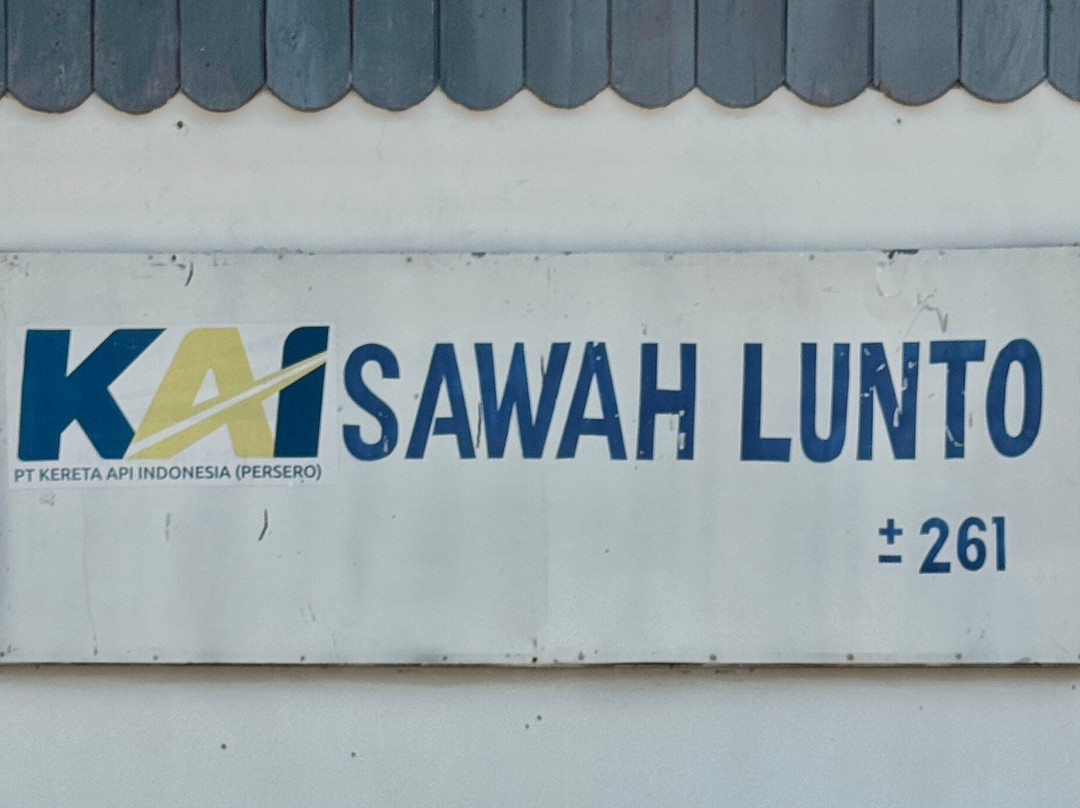 KAI SAWAH LUNTO
PT KERETA API INDONESIA (PERSERO)
± 261